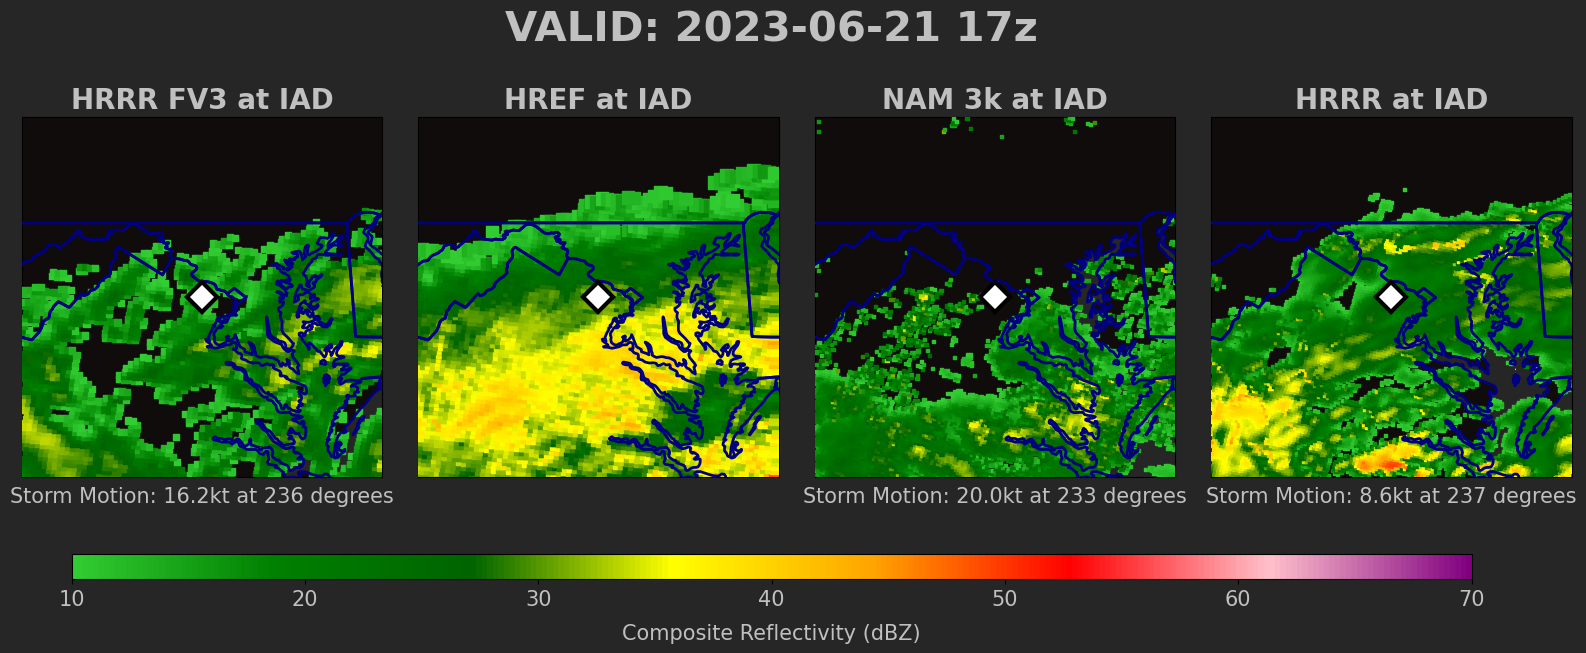 VALID: 2023-06-21 17z
HRRR FV3 at IAD
HREF at IAD
NAM 3k at IAD
HRRR at IAD
Storm Motion: 16.2kt at 236 degrees
Storm Motion: 20.0kt at 233 degrees
Storm Motion: 8.6kt at 237 degrees
10 20 30 40 50 60 70
Composite Reflectivity (dBZ)